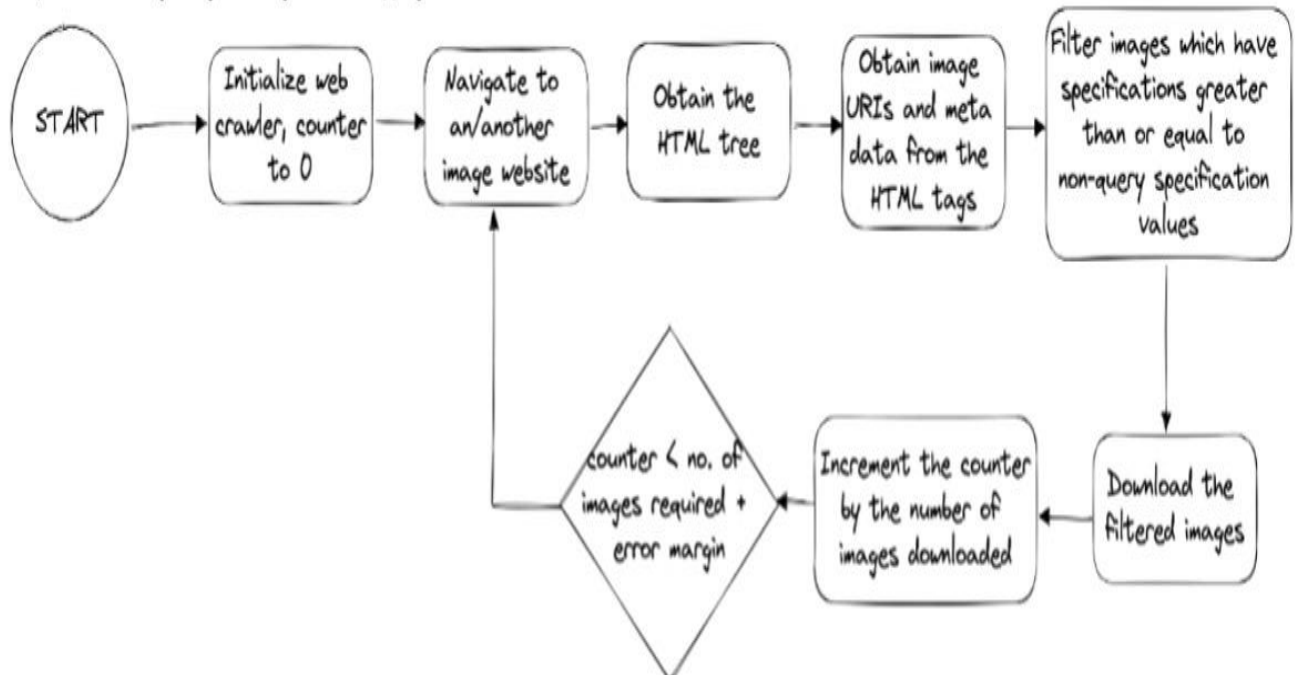 START
Initialize web
crawler, counter
to 0
Navigate to
an/another
image website
Obtain the
HTML tree
Obtain image
URIs and meta
data from the
HTML tags
Filter images which have
specifications greater
than or equal to
non-query specification
values
counter < no. of
images required +
error margin
Increment the counter
by the number of
images downloaded
Download the
filtered images